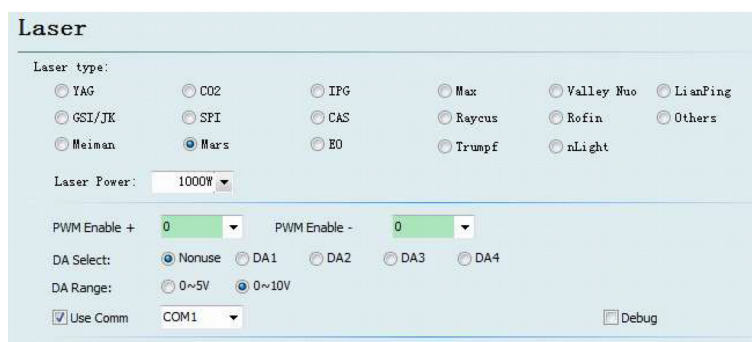 Laser
Laser type:
YAG CO2 IPG Max Valley Nuo LianPing
GSI/JK SPI CAS Raycus Rofin Others
Meiman Mars EO Trumpf nLight
Laser Power: 1000W
PWM Enable + 0 PWM Enable - 0
DA Select: Nonuse DA1 DA2 DA3 DA4
DA Range: 0~5V 0~10V
Use Comm COM1 Debug